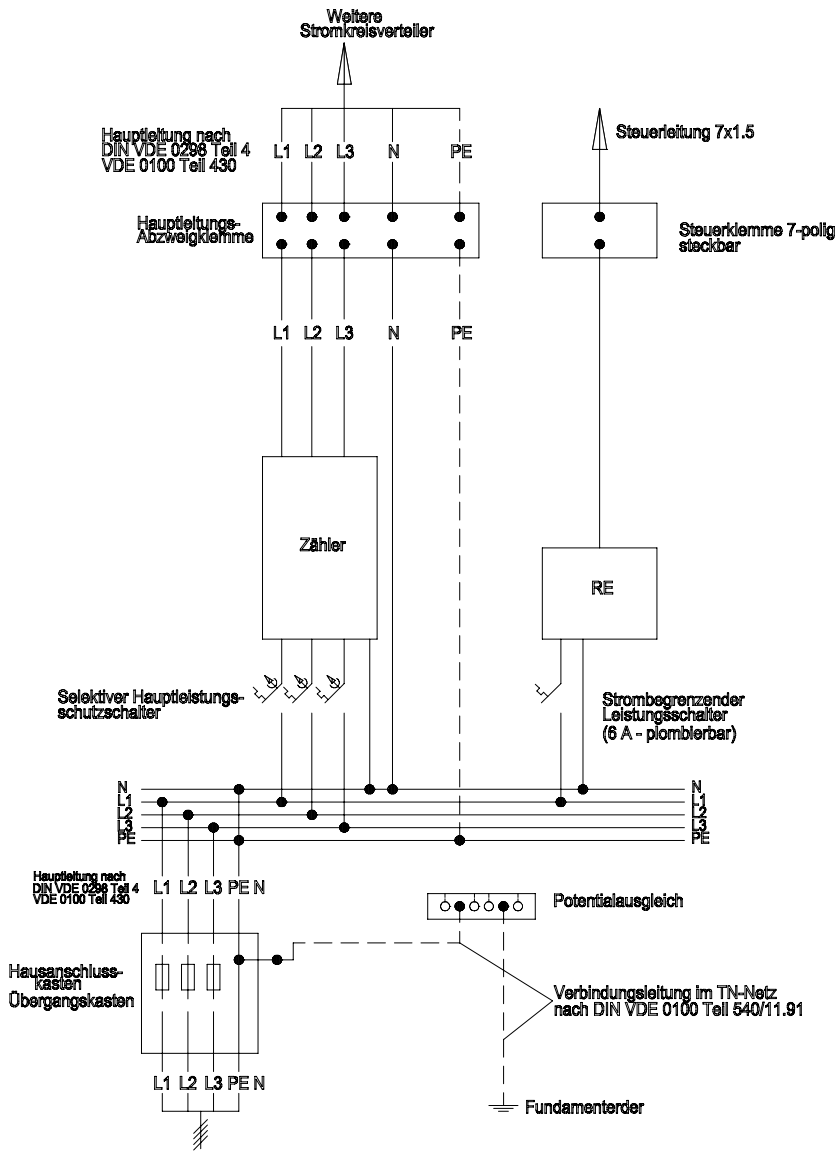 Weitere
Stromkreisverteiler
Hauptleitung nach
DIN VDE 0298 Teil 4
VDE 0100 Teil 430
L1 L2 L3 N PE
Steuerleitung 7x1.5
Hauptleitungs-
Abzweigklemme
Steuerklemme 7-polig
steckbar
L1 L2 L3 N PE
Zähler
RE
Selektiver Hauptleistungs-
schutzschalter
Strombegrenzender
Leistungsschalter
(6 A - plombierbar)
N N
L1 L1
L2 L2
L3 L3
PE PE
Hauptleitung nach
DIN VDE 0298 Teil 4
VDE 0100 Teil 430
L1 L2 L3 PE N
Potentialausgleich
Hausanschluss-
kasten
Übergangskasten
Verbindungsleitung im TN-Netz
nach DIN VDE 0100 Teil 540/11.91
L1 L2 L3 PE N
Fundamenterder